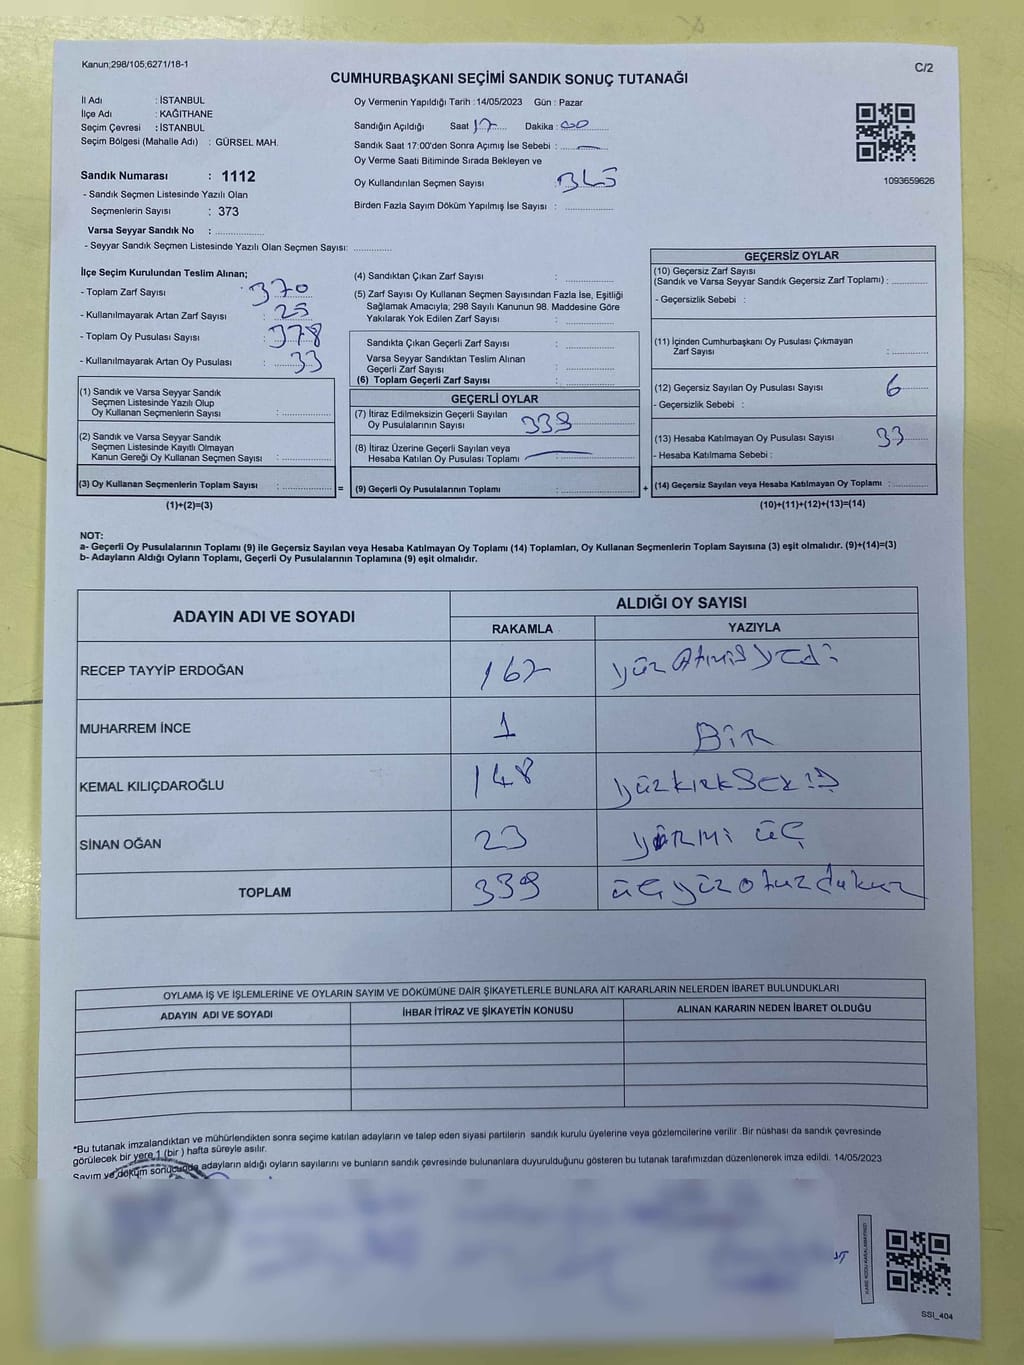 Kanun;298/105,6271/18-1
C/2
CUMHURBAŞKANI SEÇİMİ SANDIK SONUÇ TUTANAĞI
İl Adı : İSTANBUL
İlçe Adı : KAĞITHANE
Seçim Çevresi : İSTANBUL
Seçim Bölgesi (Mahalle Adı) : GÜRSEL MAH.
Sandık Numarası : 1112
- Sandık Seçmen Listesinde Yazılı Olan
Seçmenlerin Sayısı : 373
Varsa Seyyar Sandık No : ...............
- Seyyar Sandık Seçmen Listesinde Yazılı Olan Seçmen Sayısı: ............
Oy Vermenin Yapıldığı Tarih : 14/05/2023 Gün : Pazar
Sandığın Açıldığı Saat 17 Dakika : 00
Sandık Saat 17:00'den Sonra Açımış İse Sebebi : —
Oy Verme Saati Bitiminde Sırada Bekleyen ve
Oy Kullandırılan Seçmen Sayısı
Birden Fazla Sayım Döküm Yapılmış İse Sayısı : ...............
1093659626
İlçe Seçim Kurulundan Teslim Alınan;
- Toplam Zarf Sayısı : 370
- Kullanılmayarak Artan Zarf Sayısı : 25
- Toplam Oy Pusulası Sayısı : 378
- Kullanılmayarak Artan Oy Pusulası : 33
(1) Sandık ve Varsa Seyyar Sandık
Seçmen Listesinde Yazılı Olup
Oy Kullanan Seçmenlerin Sayısı : ...............
(2) Sandık ve Varsa Seyyar Sandık
Seçmen Listesinde Kayıtlı Olmayan
Kanun Gereği Oy Kullanan Seçmen Sayısı : ...............
(3) Oy Kullanan Seçmenlerin Toplam Sayısı : ...............
(1)+(2)=(3)
(4) Sandıktan Çıkan Zarf Sayısı : ...............
(5) Zarf Sayısı Oy Kullanan Seçmen Sayısından Fazla İse, Eşitliği
Sağlamak Amacıyla; 298 Sayılı Kanunun 98. Maddesine Göre
Yakılarak Yok Edilen Zarf Sayısı : ...............
Sandıkta Çıkan Geçerli Zarf Sayısı : ...............
Varsa Seyyar Sandıktan Teslim Alınan
Geçerli Zarf Sayısı : ...............
(6) Toplam Geçerli Zarf Sayısı : ...............
GEÇERLİ OYLAR
(7) İtiraz Edilmeksizin Geçerli Sayılan
Oy Pusulalarının Sayısı : 339
(8) İtiraz Üzerine Geçerli Sayılan veya
Hesaba Katılan Oy Pusulası Toplamı —
= (9) Geçerli Oy Pusulalarının Toplamı : ...............
GEÇERSİZ OYLAR
(10) Geçersiz Zarf Sayısı
(Sandık ve Varsa Seyyar Sandık Geçersiz Zarf Toplamı) : ............
- Geçersizlik Sebebi :
(11) İçinden Cumhurbaşkanı Oy Pusulası Çıkmayan
Zarf Sayısı : ............
(12) Geçersiz Sayılan Oy Pusulası Sayısı 6
- Geçersizlik Sebebi :
(13) Hesaba Katılmayan Oy Pusulası Sayısı 33
- Hesaba Katılmama Sebebi :
+ (14) Geçersiz Sayılan veya Hesaba Katılmayan Oy Toplamı : ............
(10)+(11)+(12)+(13)=(14)
NOT:
a- Geçerli Oy Pusulalarının Toplamı (9) ile Geçersiz Sayılan veya Hesaba Katılmayan Oy Toplamı (14) Toplamları, Oy Kullanan Seçmenlerin Toplam Sayısına (3) eşit olmalıdır. (9)+(14)=(3)
b- Adayların Aldığı Oyların Toplamı, Geçerli Oy Pusulalarının Toplamına (9) eşit olmalıdır.
ADAYIN ADI VE SOYADI
ALDIĞI OY SAYISI
RAKAMLA YAZIYLA
RECEP TAYYİP ERDOĞAN 167 yüz Atmış yedi
MUHARREM İNCE 1 BİR
KEMAL KILIÇDAROĞLU 148 yüzkırkSekiz
SİNAN OĞAN 23 yirmi üç
TOPLAM 339 üçyüzotuzdokuz
OYLAMA İŞ VE İŞLEMLERİNE VE OYLARIN SAYIM VE DÖKÜMÜNE DAİR ŞİKAYETLERLE BUNLARA AİT KARARLARIN NELERDEN İBARET BULUNDUKLARI
ADAYIN ADI VE SOYADI İHBAR İTİRAZ VE ŞİKAYETİN KONUSU ALINAN KARARIN NEDEN İBARET OLDUĞU
*Bu tutanak imzalandıktan ve mühürlendikten sonra seçime katılan adayların ve talep eden siyasi partilerin sandık kurulu üyelerine veya gözlemcilerine verilir .Bir nüshası da sandık çevresinde
görülecek bir yere 1 (bir ) hafta süreyle asılır.
Sayım ve döküm sonucunda adayların aldığı oyların sayılarını ve bunların sandık çevresinde bulunanlara duyurulduğunu gösteren bu tutanak tarafımızdan düzenlenerek imza edildi. 14/05/2023
SSI_404